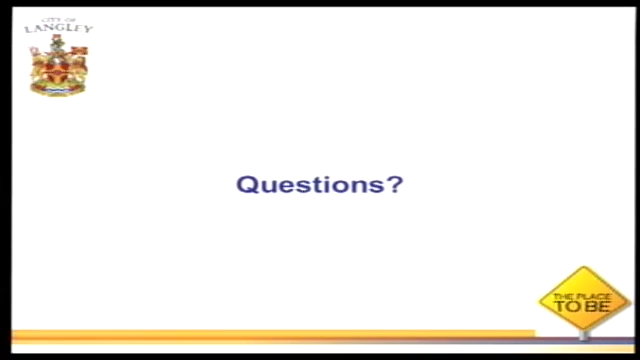 CITY OF
LANGLEY
Questions?
THE PLACE
TO BE